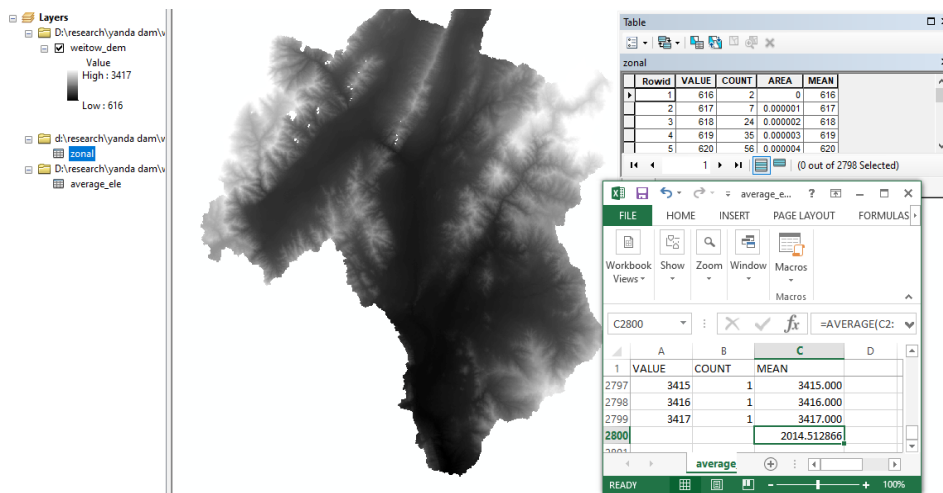 Layers
D:\research\yanda dam\v
weitow_dem
Value
High : 3417
Low : 616
d:\research\yanda dam\v
zonal
D:\research\yanda dam\v
average_ele
Table
zonal
Rowid VALUE COUNT AREA MEAN
1 616 2 0 616
2 617 7 0.000001 617
3 618 24 0.000002 618
4 619 35 0.000003 619
5 620 56 0.000004 620
1 (0 out of 2798 Selected)
average_e... ?
FILE HOME INSERT PAGE LAYOUT FORMULAS
Workbook Views Show Zoom Window Macros
Macros
C2800 fx =AVERAGE(C2:
A B C D
1 VALUE COUNT MEAN
2797 3415 1 3415.000
2798 3416 1 3416.000
2799 3417 1 3417.000
2800 2014.512866
average
READY 100%